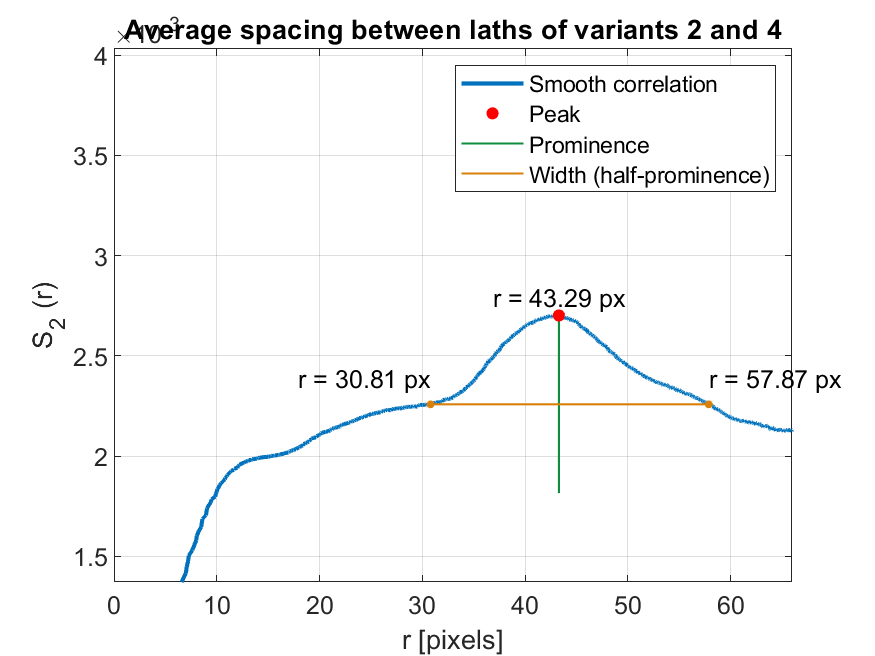 Average spacing between laths of variants 2 and 4
×10⁻³
4
3.5
3
2.5
2
1.5
S₂ (r)
Smooth correlation
Peak
Prominence
Width (half-prominence)
r = 43.29 px
r = 30.81 px
r = 57.87 px
0 10 20 30 40 50 60
r [pixels]